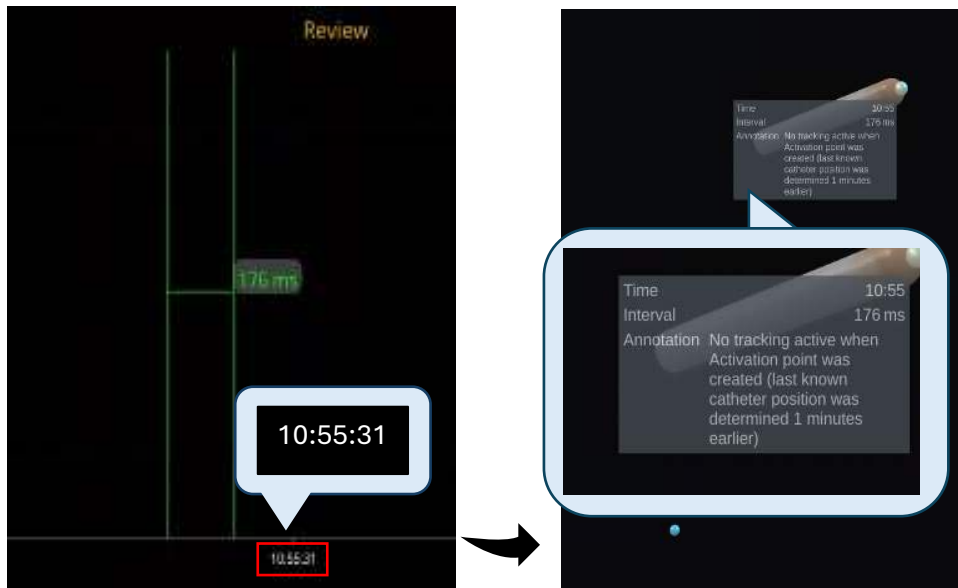 Review
176 ms
10:55:31
10:55:31
Time 10:55
Interval 176 ms
Annotation No tracking active when
Activation point was
created (last known
catheter position was
determined 1 minutes
earlier)
Time 10:55
Interval 176 ms
Annotation No tracking active when
Activation point was
created (last known
catheter position was
determined 1 minutes
earlier)